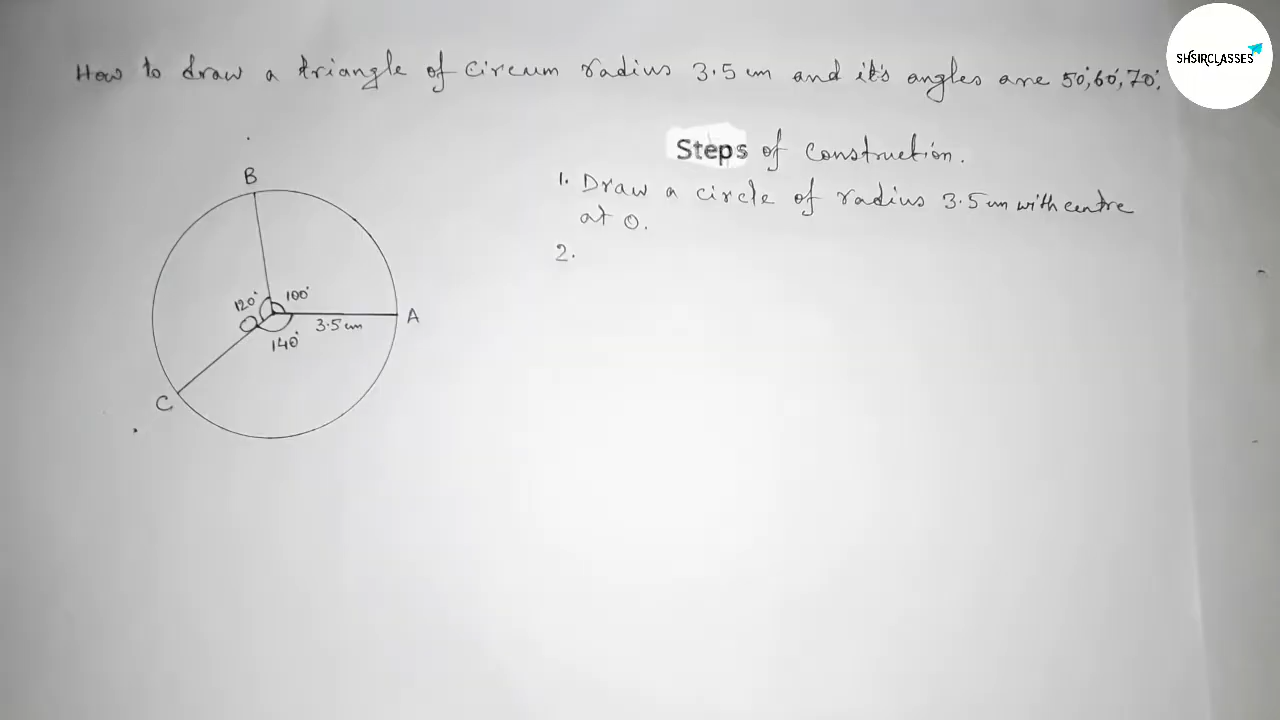 How to draw a triangle of circum radius 3.5 cm and it's angles are 50°, 60°, 70°.
SHSIRCLASSES
Steps of construction.
1. Draw a circle of radius 3.5 cm with centre
at O.
2.
B
120° 100°
O 3.5 cm A
140°
C